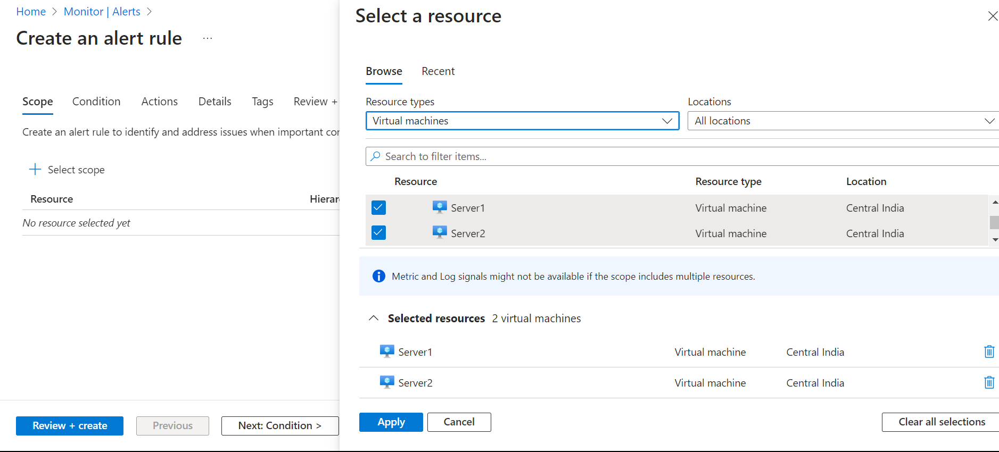 Home > Monitor | Alerts >
Create an alert rule ...
Scope Condition Actions Details Tags Review +
Create an alert rule to identify and address issues when important cor
Select scope
Resource Hierar
No resource selected yet
Review + create Previous Next: Condition >
Select a resource
Browse Recent
Resource types Locations
Virtual machines All locations
Search to filter items...
Resource Resource type Location
Server1 Virtual machine Central India
Server2 Virtual machine Central India
Metric and Log signals might not be available if the scope includes multiple resources.
Selected resources 2 virtual machines
Server1 Virtual machine Central India
Server2 Virtual machine Central India
Apply Cancel Clear all selections